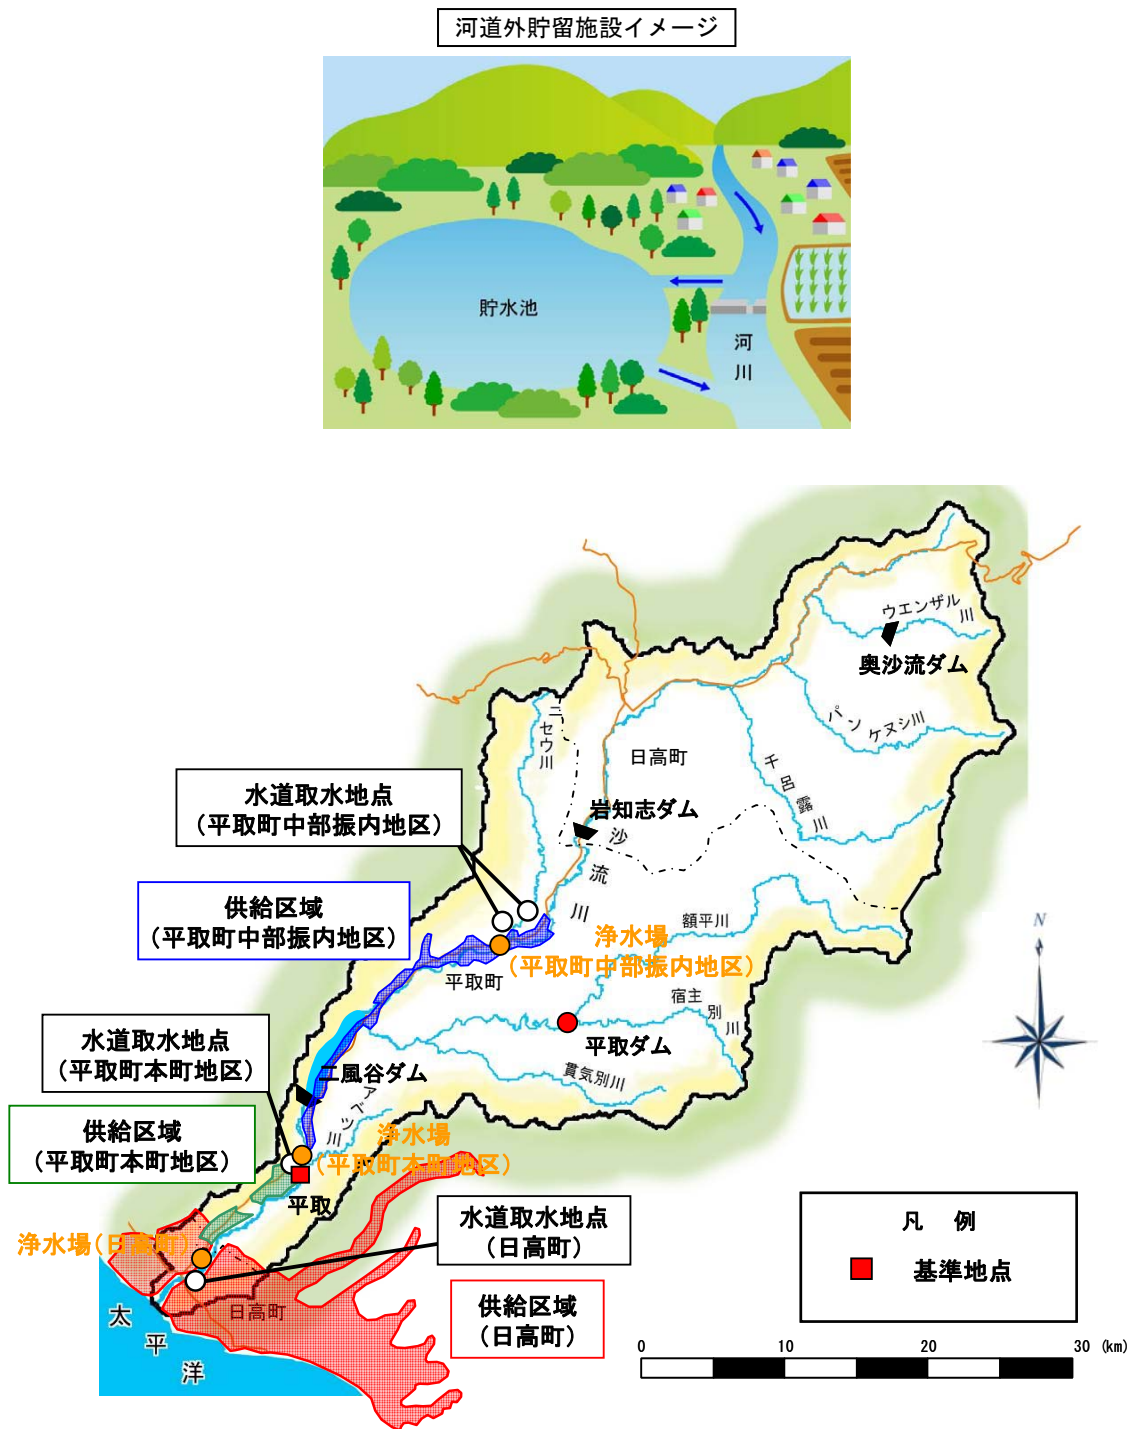 河道外貯留施設イメージ
貯水池
河川
ウエンザル川
奥沙流ダム
パンケヌシ川
ニセウ川
日高町
千呂露川
水道取水地点
（平取町中部振内地区）
岩知志ダム
沙流川
供給区域
（平取町中部振内地区）
額平川
浄水場
（平取町中部振内地区）
平取町
宿主別川
N
水道取水地点
（平取町本町地区）
平取ダム
二風谷ダム
貫気別川
アベツ川
供給区域
（平取町本町地区）
浄水場
（平取町本町地区）
平取
水道取水地点
（日高町）
浄水場（日高町）
凡 例
基準地点
供給区域
（日高町）
日高町
太平洋
0 10 20 30 (km)